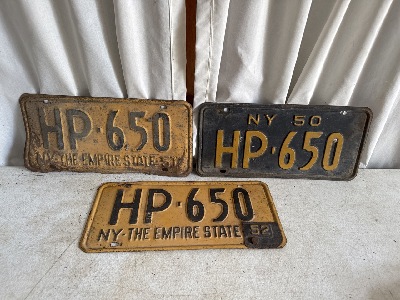 HP·650
NY·THE EMPIRE STATE 51
NY 50
HP·650
HP·650
NY·THE EMPIRE STATE 52